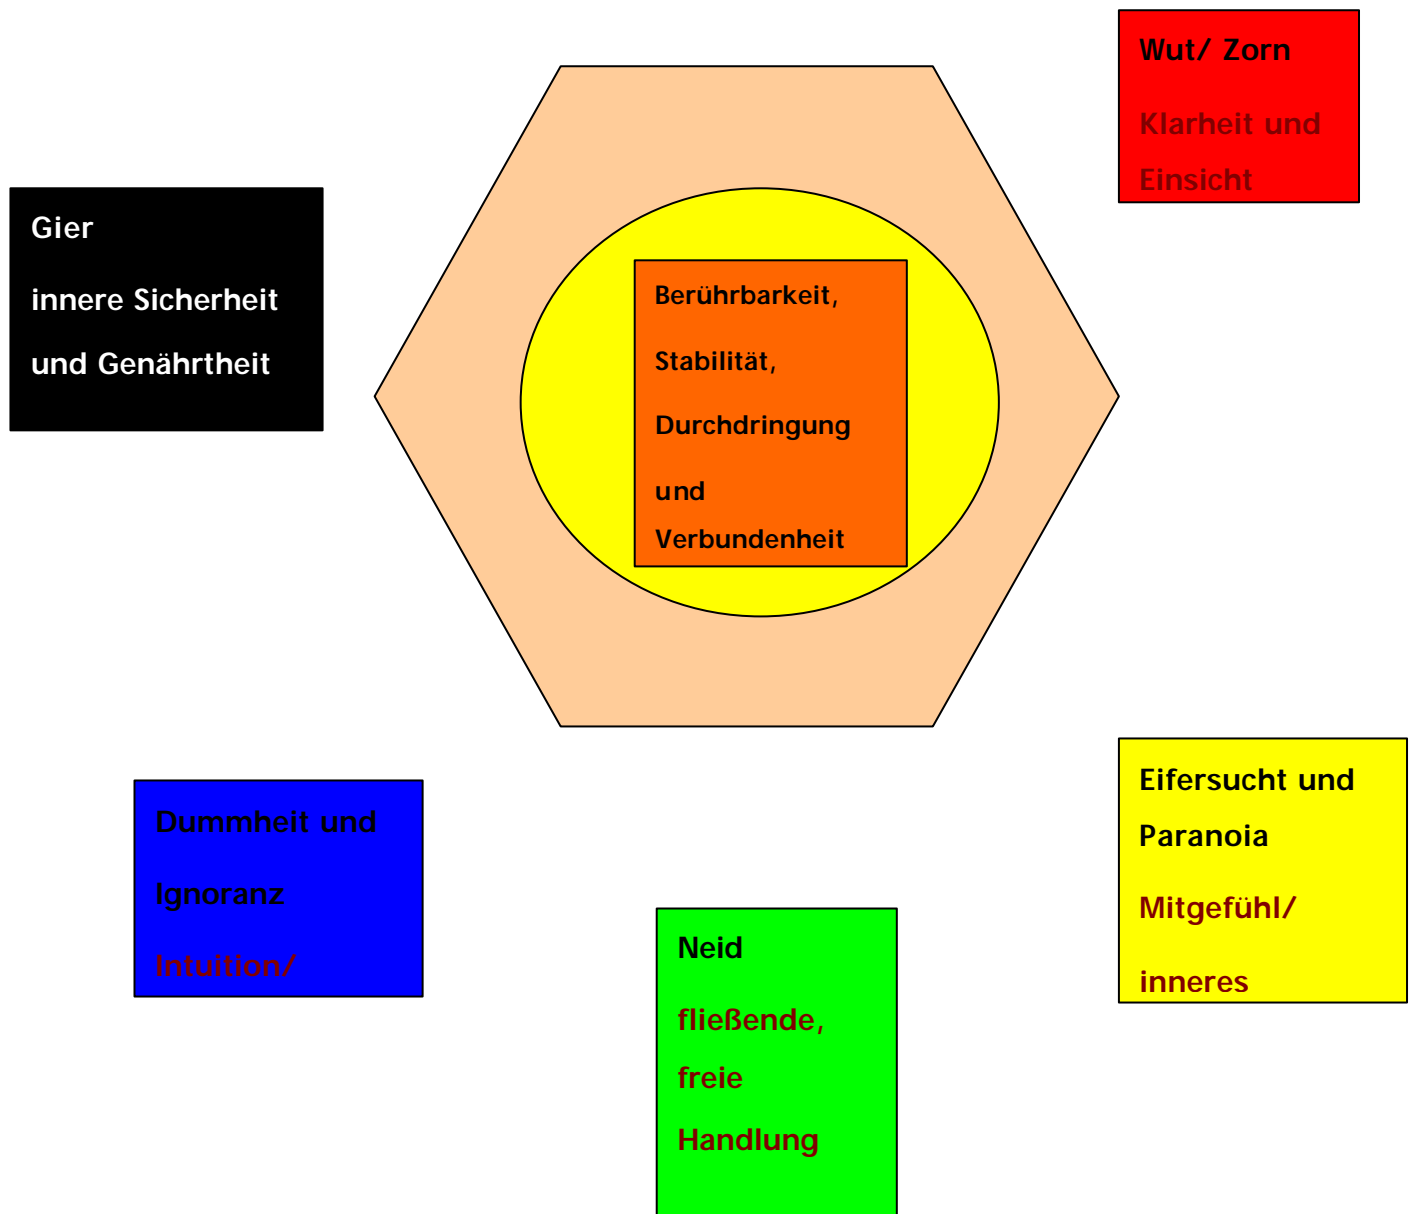 Wut/ Zorn
Klarheit und
Einsicht
Gier
innere Sicherheit
und Genährtheit
Berührbarkeit,
Stabilität,
Durchdringung
und
Verbundenheit
Dummheit und
Ignoranz
Intuition/
Neid
fließende,
freie
Handlung
Eifersucht und
Paranoia
Mitgefühl/
inneres